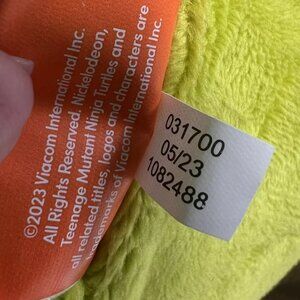 ©2023 Viacom International Inc.
All Rights Reserved. Nickelodeon,
Teenage Mutant Ninja Turtles and
all related titles, logos and characters are
trademarks of Viacom International Inc.
031700
05/23
1082488